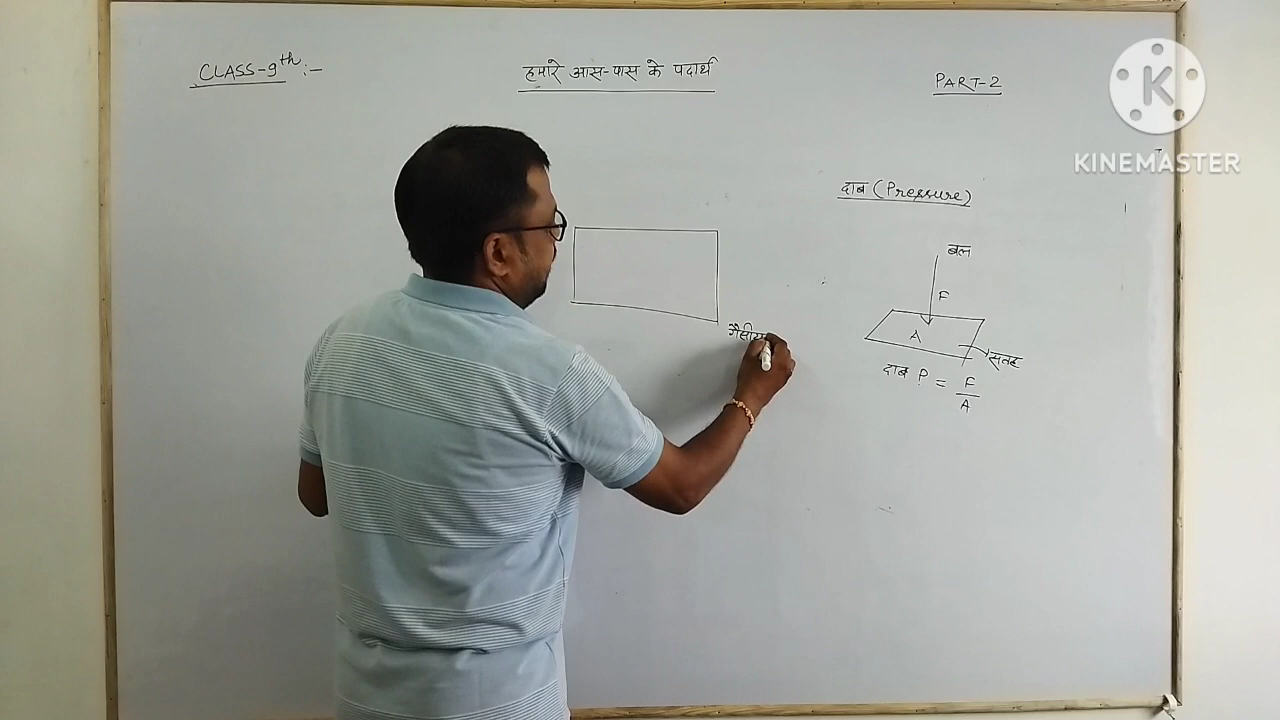 CLASS-9th:-
हमारे आस-पास के पदार्थ
PART-2
KINEMASTER
दाब (Pressure)
बल
F
A
सतह
दाब P = F/A
गैसीय